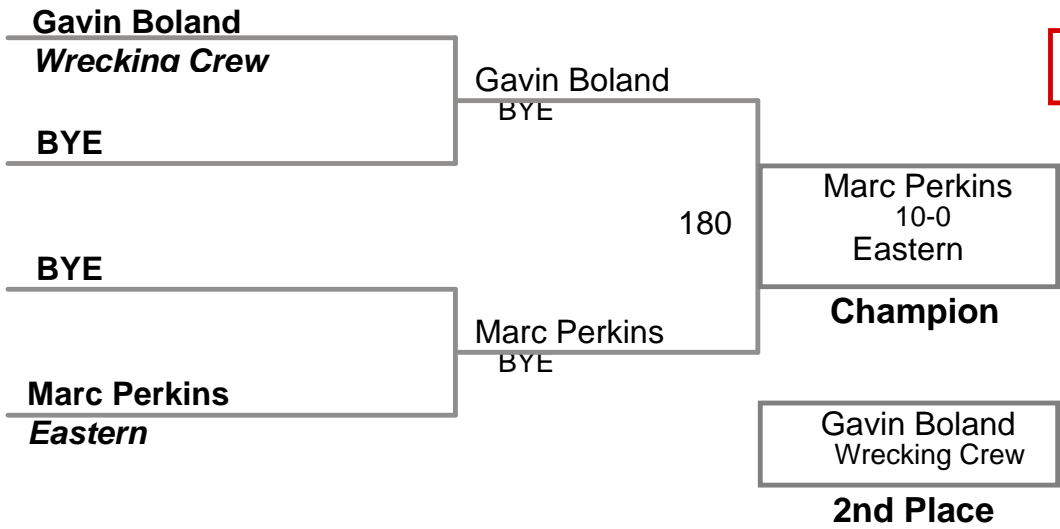 Gavin Boland
Wrecking Crew
BYE
BYE
Marc Perkins
Eastern
Gavin Boland
BYE
180
Marc Perkins
BYE
Marc Perkins
10-0
Eastern
Champion
Gavin Boland
Wrecking Crew
2nd Place